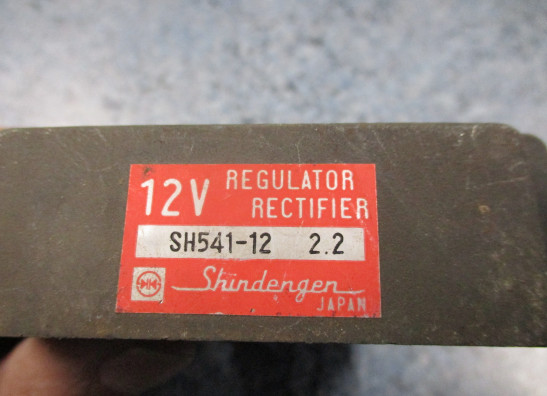 12V REGULATOR
RECTIFIER
SH541-12 2.2
Shindengen
JAPAN